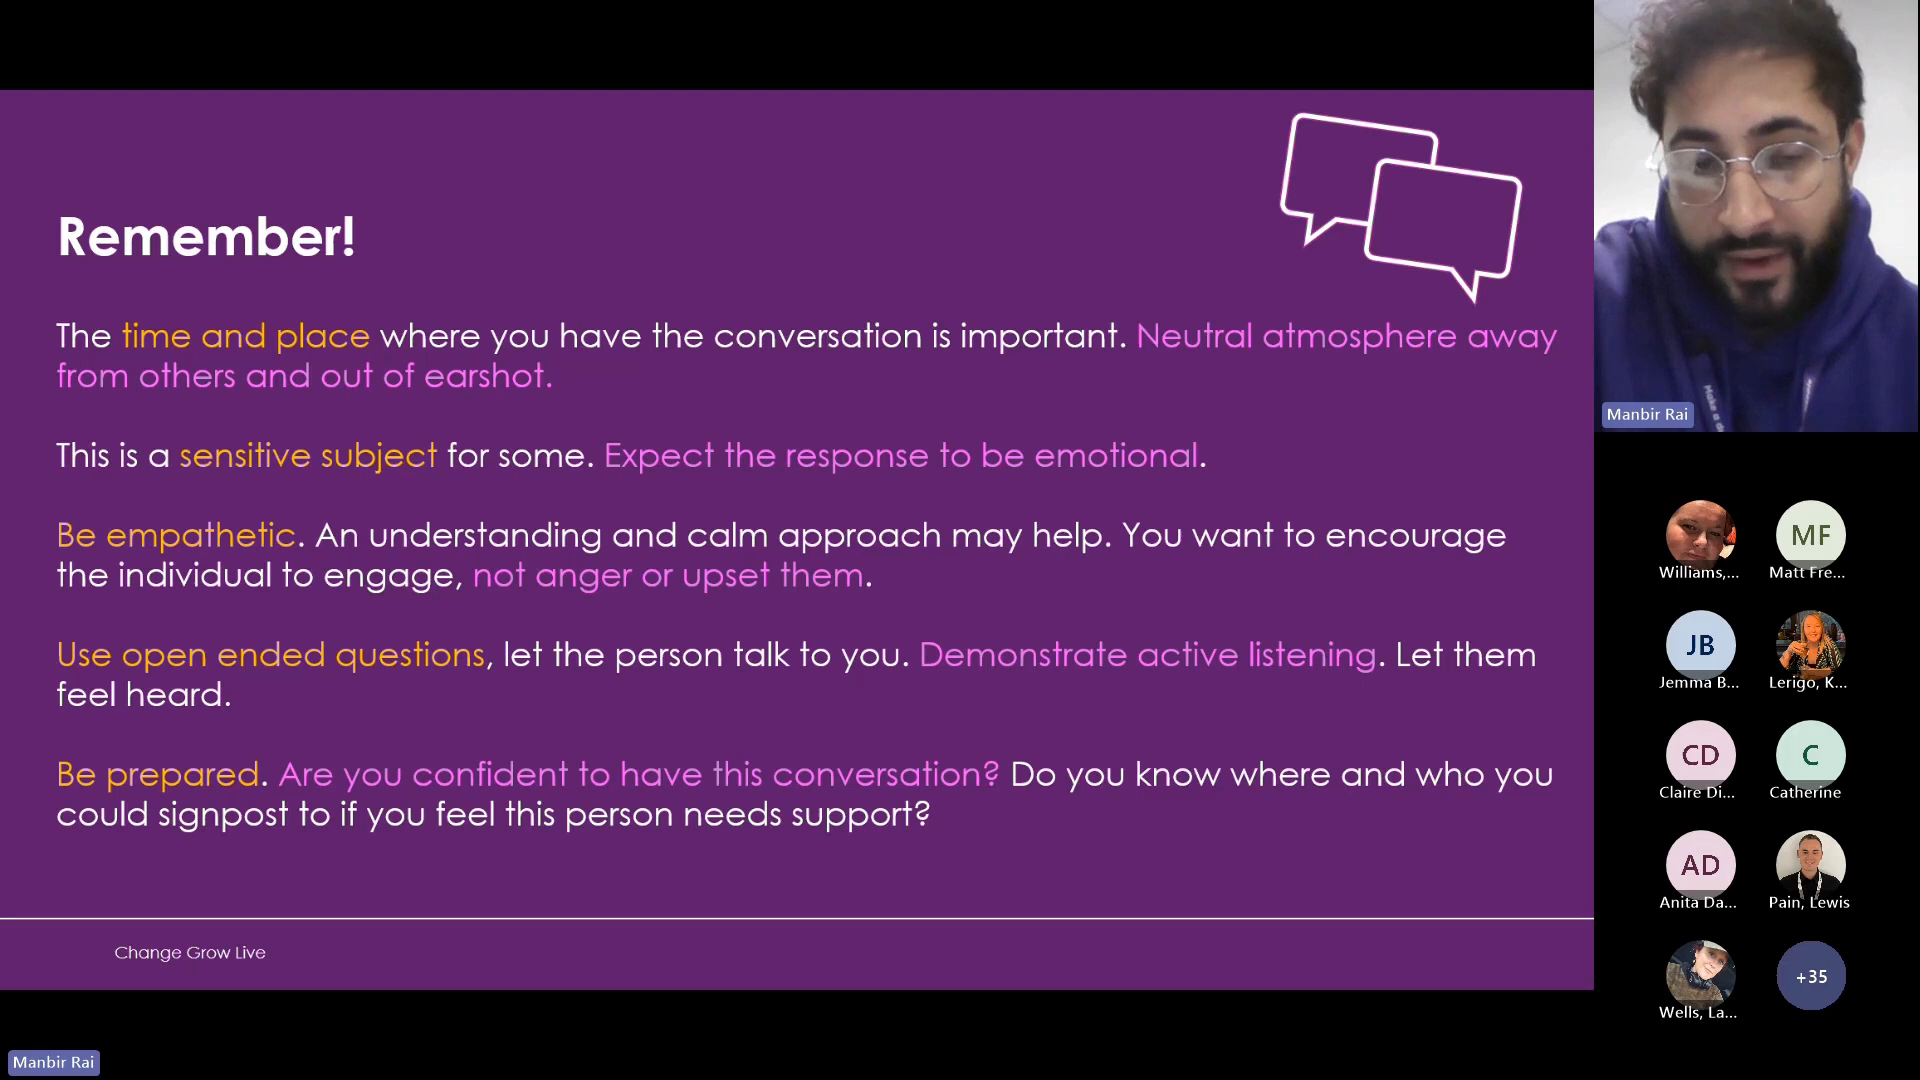 Remember!
The time and place where you have the conversation is important. Neutral atmosphere away
from others and out of earshot.
This is a sensitive subject for some. Expect the response to be emotional.
Be empathetic. An understanding and calm approach may help. You want to encourage
the individual to engage, not anger or upset them.
Use open ended questions, let the person talk to you. Demonstrate active listening. Let them
feel heard.
Be prepared. Are you confident to have this conversation? Do you know where and who you
could signpost to if you feel this person needs support?
Change Grow Live
Manbir Rai
Make a
Manbir Rai
MF
Williams,...
Matt Fre...
JB
Jemma B...
Lerigo, K...
CD
C
Claire Di...
Catherine
AD
Anita Da...
Pain, Lewis
+35
Wells, La...